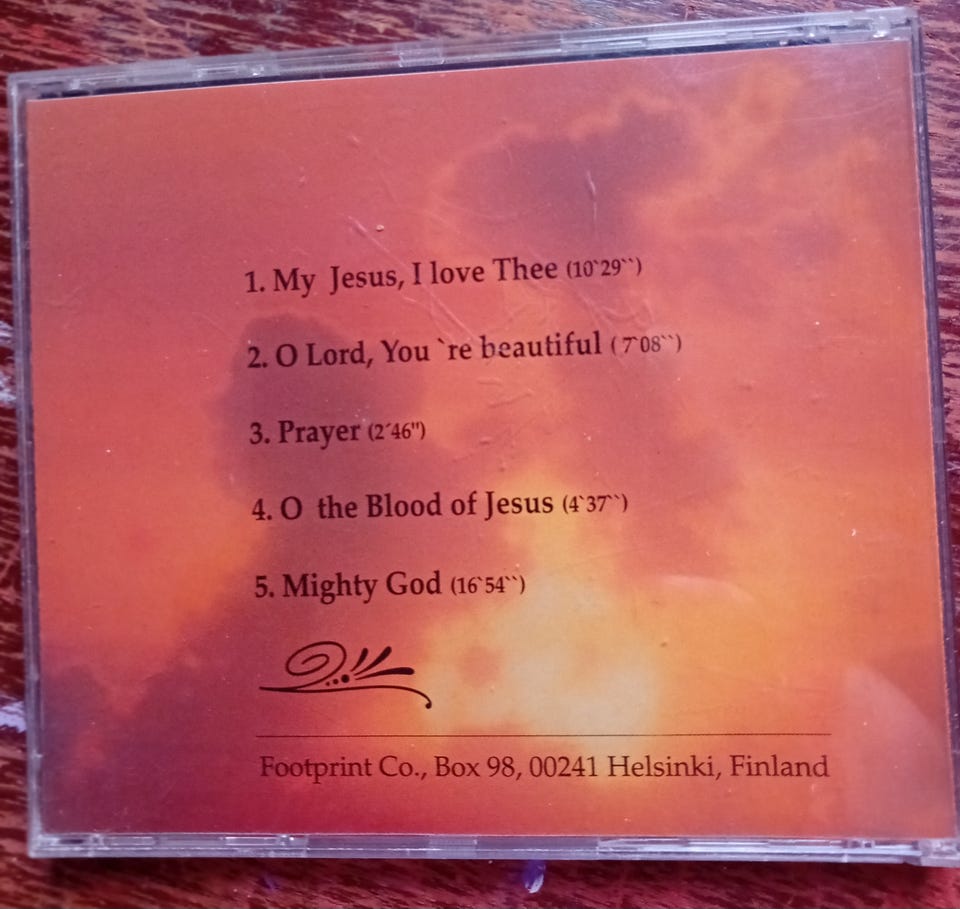 1. My Jesus, I love Thee (10`29``)
2. O Lord, You `re beautiful ( 7`08``)
3. Prayer (2´46")
4. O the Blood of Jesus (4`37``)
5. Mighty God (16`54``)
Footprint Co., Box 98, 00241 Helsinki, Finland